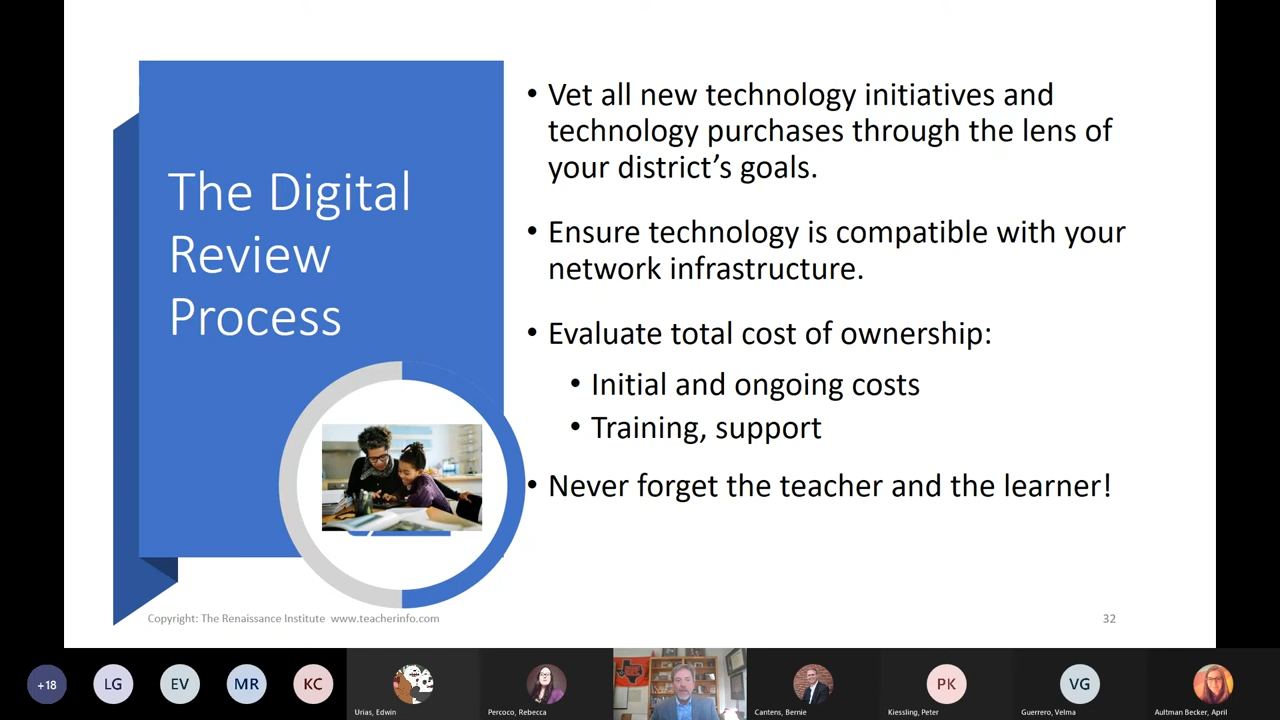 The Digital
Review
Process
• Vet all new technology initiatives and
technology purchases through the lens of
your district’s goals.
• Ensure technology is compatible with your
network infrastructure.
• Evaluate total cost of ownership:
• Initial and ongoing costs
• Training, support
• Never forget the teacher and the learner!
Copyright: The Renaissance Institute www.teacherinfo.com
32
+18
LG
EV
MR
KC
PK
VG
Urias, Edwin
Percoco, Rebecca
Cantens, Bernie
Kiessling, Peter
Guerrero, Velma
Aultman Becker, April